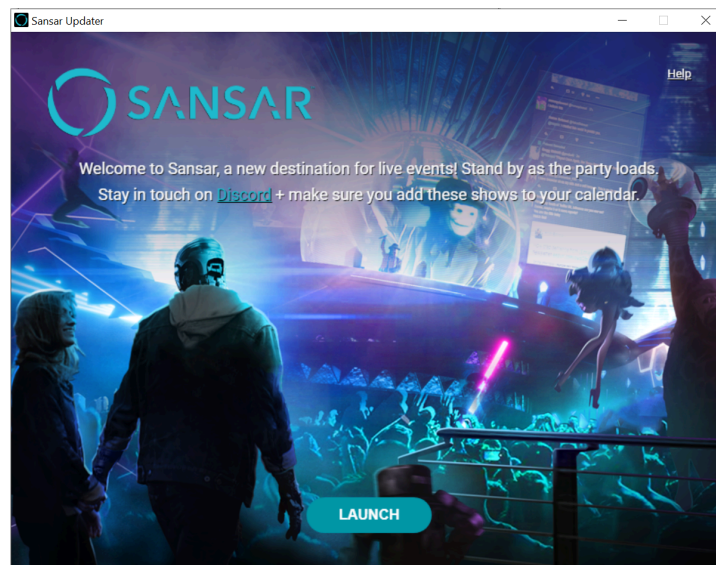 Sansar Updater
Help
SANSAR
Welcome to Sansar, a new destination for live events! Stand by as the party loads.
Stay in touch on Discord + make sure you add these shows to your calendar.
LAUNCH